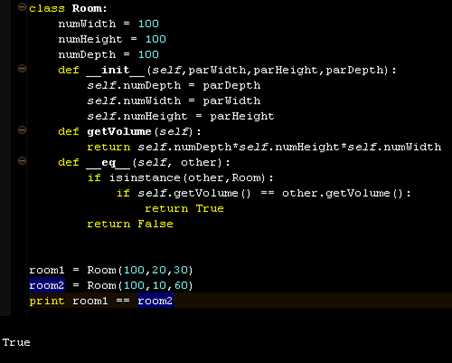 class Room:
    numWidth = 100
    numHeight = 100
    numDepth = 100
    def __init__(self,parWidth,parHeight,parDepth):
        self.numDepth = parDepth
        self.numWidth = parWidth
        self.numHeight = parHeight
    def getVolume(self):
        return self.numDepth*self.numHeight*self.numWidth
    def __eq__(self, other):
        if isinstance(other,Room):
            if self.getVolume() == other.getVolume():
                return True
        return False
room1 = Room(100,20,30)
room2 = Room(100,10,60)
print room1 == room2
True